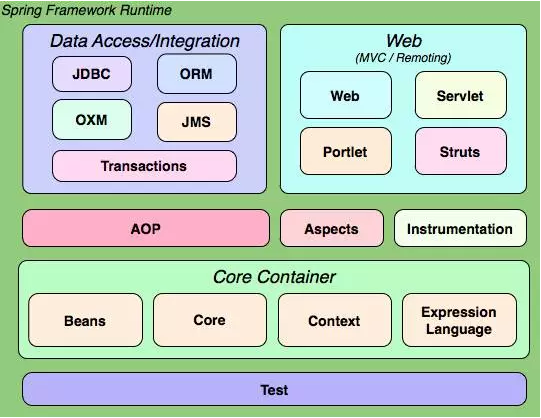 Spring Framework Runtime
Data Access/Integration
JDBC
ORM
OXM
JMS
Transactions
Web
(MVC / Remoting)
Web
Servlet
Portlet
Struts
AOP
Aspects
Instrumentation
Core Container
Beans
Core
Context
Expression
Language
Test